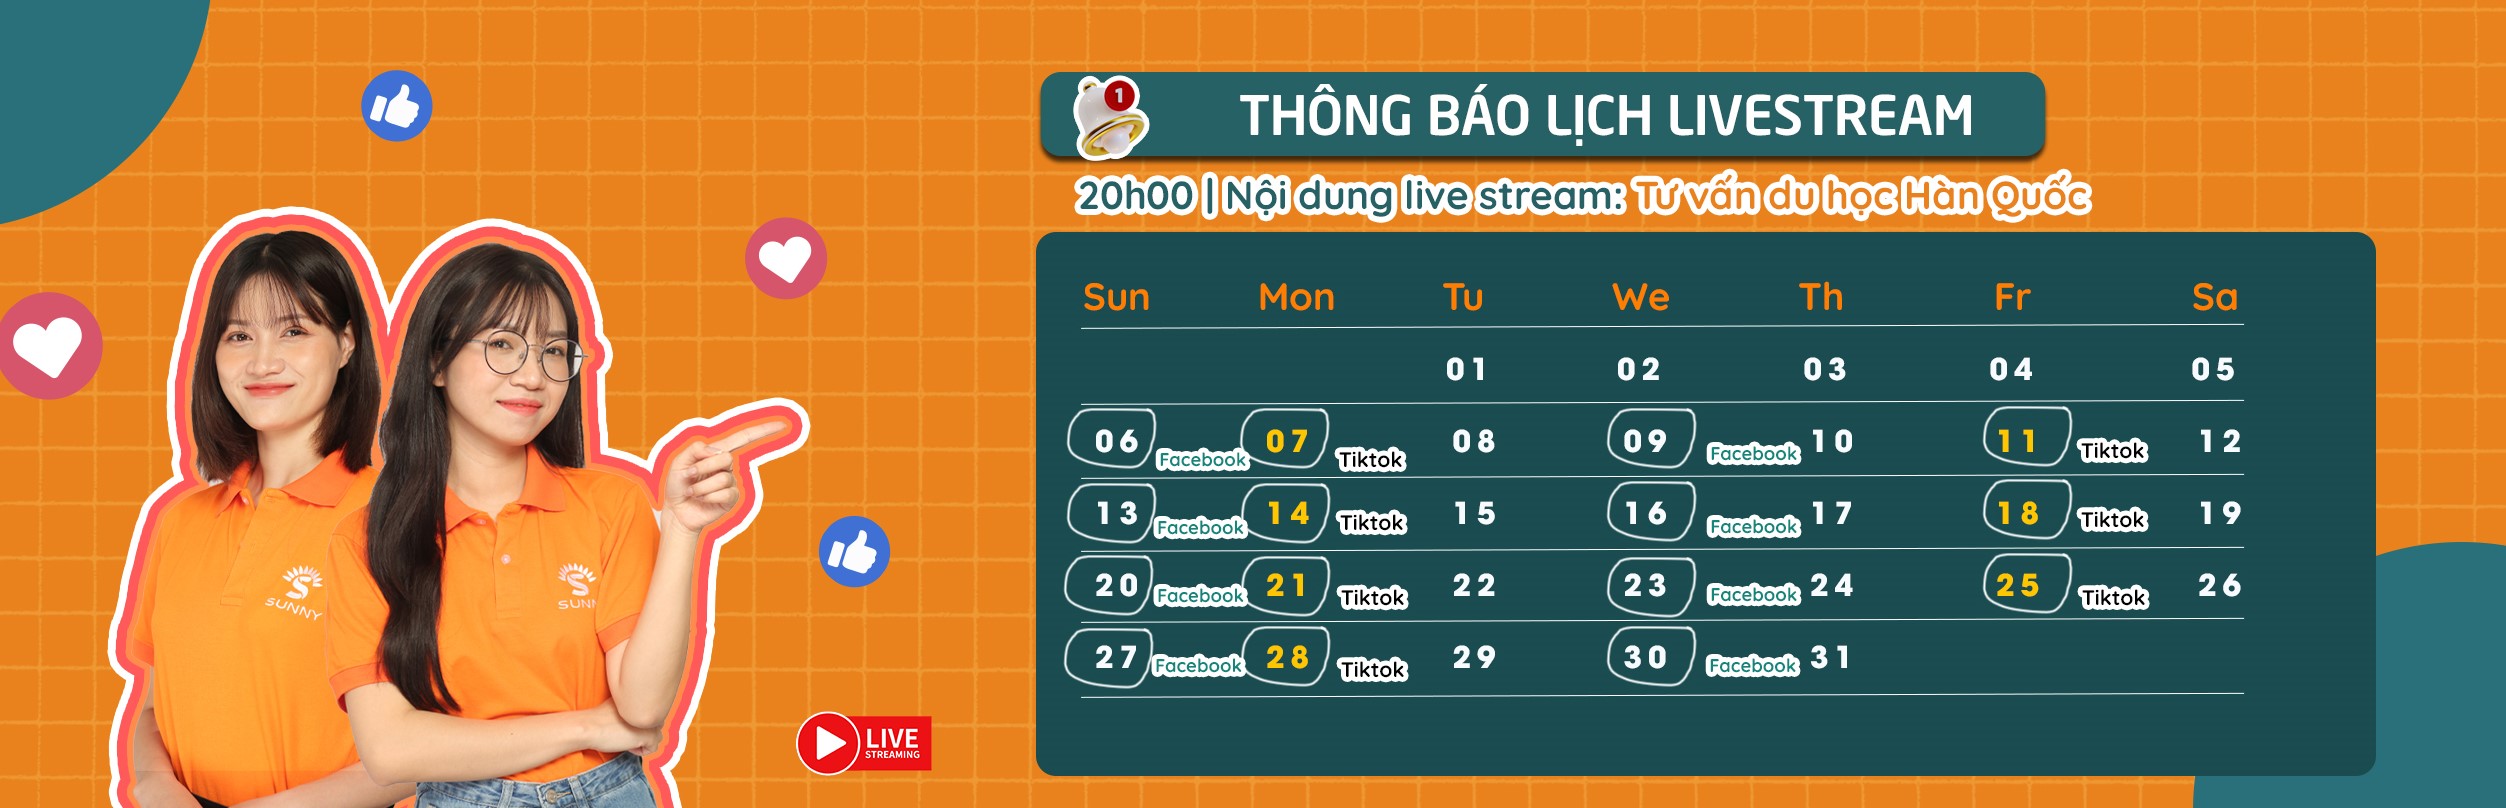 1
THÔNG BÁO LỊCH LIVESTREAM
20h00 | Nội dung live stream: Tư vấn du học Hàn Quốc
Sun Mon Tu We Th Fr Sa
01 02 03 04 05
06 Facebook 07 Tiktok 08 09 Facebook 10 11 Tiktok 12
13 Facebook 14 Tiktok 15 16 Facebook 17 18 Tiktok 19
20 Facebook 21 Tiktok 22 23 Facebook 24 25 Tiktok 26
27 Facebook 28 Tiktok 29 30 Facebook 31
SUNNY
SUNN
LIVE
STREAMING